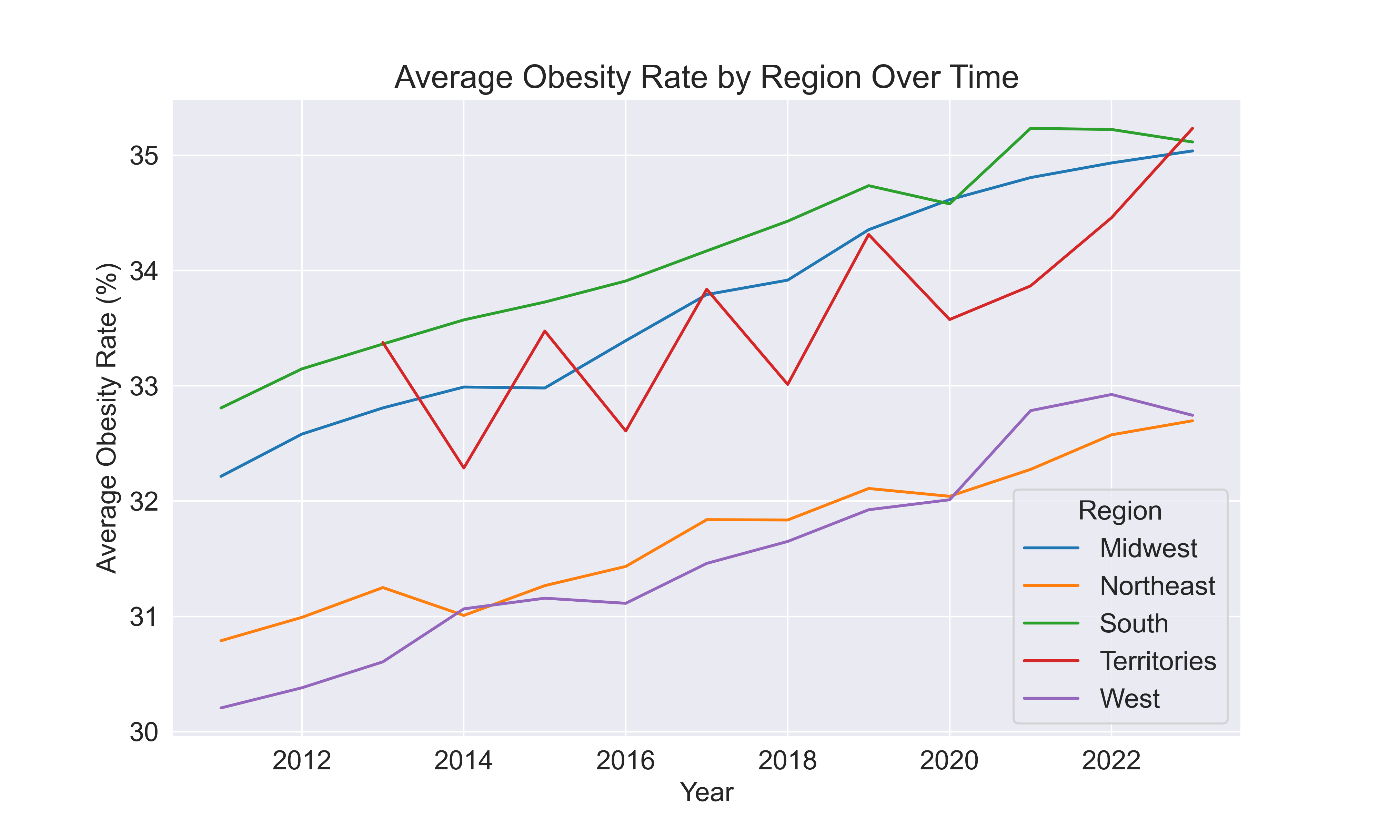 Average Obesity Rate by Region Over Time
Average Obesity Rate (%)
35
34
33
32
31
30
2012 2014 2016 2018 2020 2022
Year
Region
Midwest
Northeast
South
Territories
West